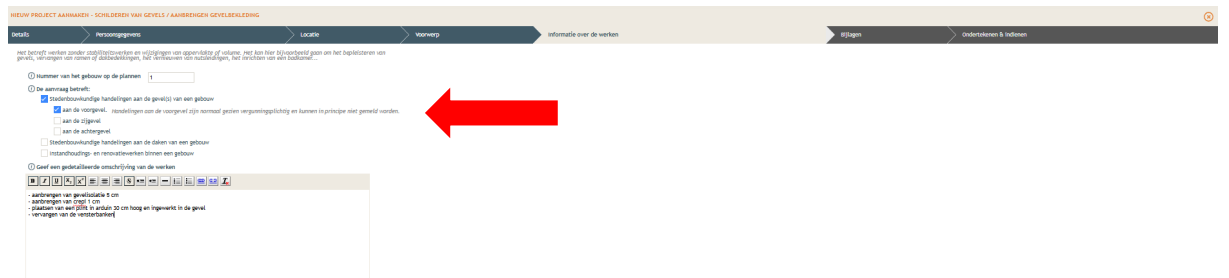 NIEUW PROJECT AANMAKEN - SCHILDEREN VAN GEVELS / AANBRENGEN GEVELBEKLEDING
Details
Persoonsgegevens
Locatie
Voorwerp
Informatie over de werken
Bijlagen
Ondertekenen & Indienen
Het betreft werken zonder stabiliteitswerken en wijzigingen van oppervlakte of volume. Het kan hier bijvoorbeeld gaan om het bepleisteren van
gevels, vervangen van ramen of dakbedekkingen, het vernieuwen van nutsleidingen, het inrichten van een badkamer...
Nummer van het gebouw op de plannen 1
De aanvraag betreft:
Stedenbouwkundige handelingen aan de gevel(s) van een gebouw
aan de voorgevel. Handelingen aan de voorgevel zijn normaal gezien vergunningsplichtig en kunnen in principe niet gemeld worden.
aan de zijgevel
aan de achtergevel
Stedenbouwkundige handelingen aan de daken van een gebouw
Instandhoudings- en renovatiewerken binnen een gebouw
Geef een gedetailleerde omschrijving van de werken
- aanbrengen van gevelisolatie 5 cm
- aanbrengen van crepi 1 cm
- plaatsen van een plint in arduin 30 cm hoog en ingewerkt in de gevel
- vervangen van de vensterbanken